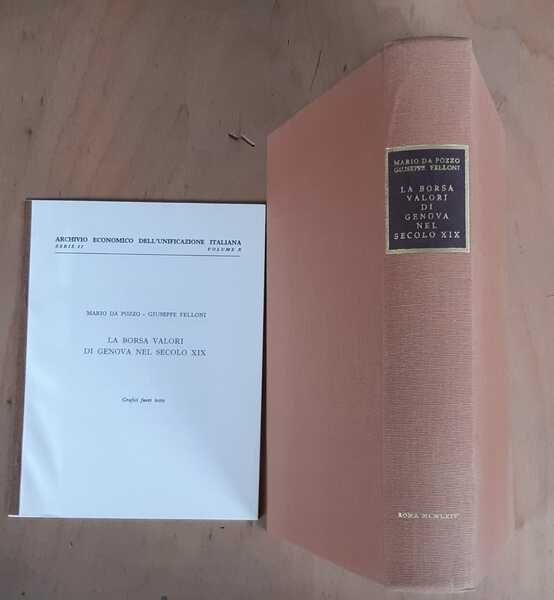 ARCHIVIO ECONOMICO DELL'UNIFICAZIONE ITALIANA
SERIE II VOLUME X
MARIO DA POZZO - GIUSEPPE FELLONI
LA BORSA VALORI
DI GENOVA NEL SECOLO XIX
Grafici fuori testo
MARIO DA POZZO
GIUSEPPE FELLONI
LA BORSA
VALORI
DI
GENOVA
NEL
SECOLO XIX
ROMA MCMLXIV